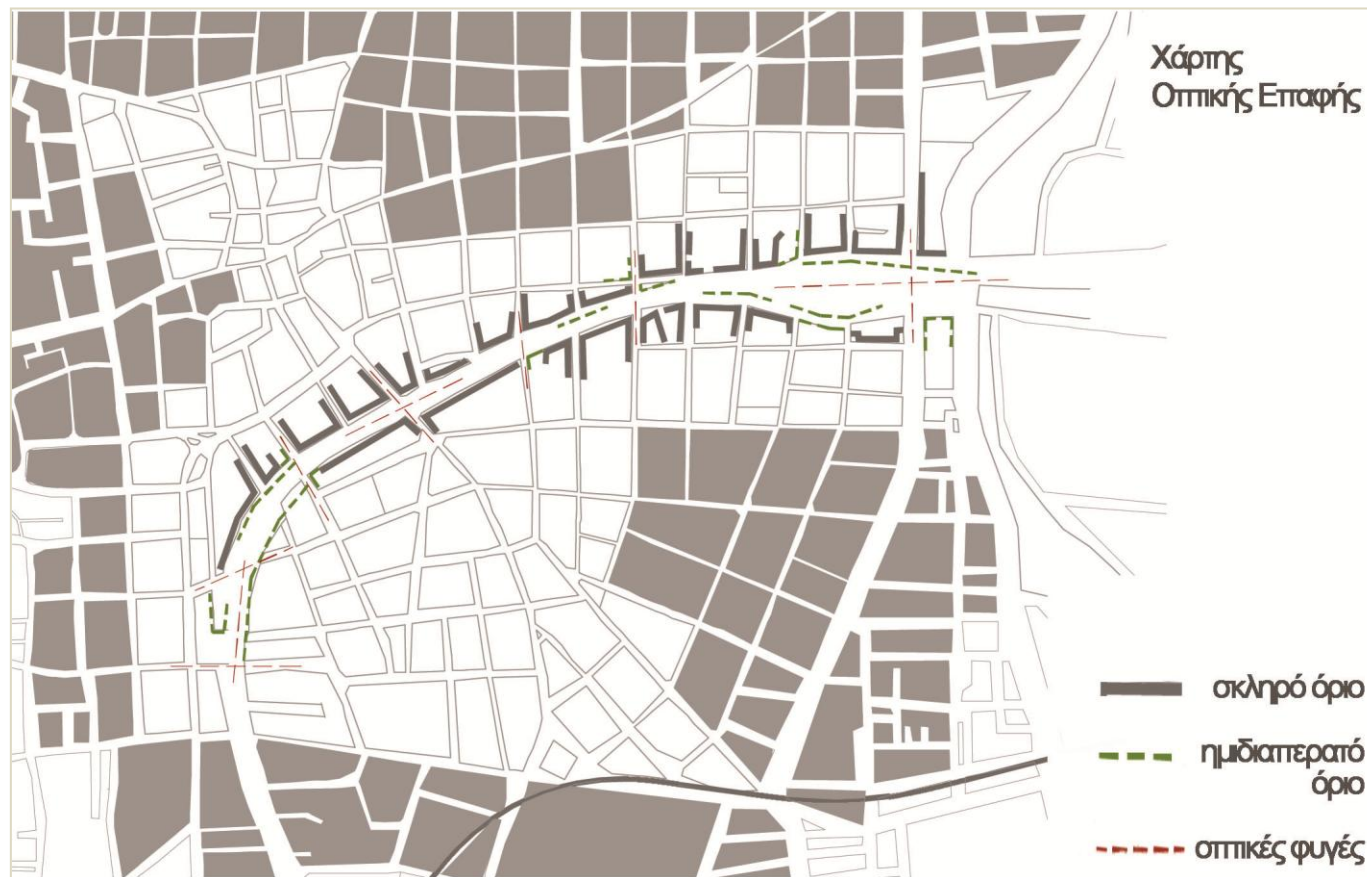 Χάρτης
Οπτικής Επαφής
σκληρό όριο
ημιδιαπερατό
όριο
οπτικές φυγές